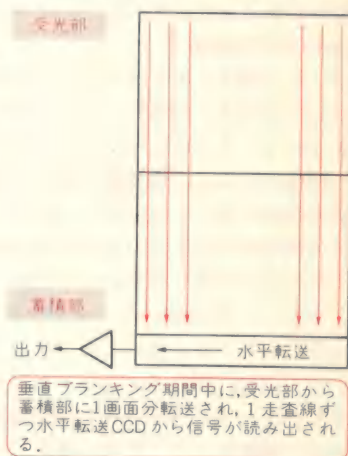 受光部
蓄積部
出力
水平転送
垂直ブランキング期間中に,受光部から
蓄積部に1画面分転送され,1走査線ず
つ水平転送CCDから信号が読み出され
る.